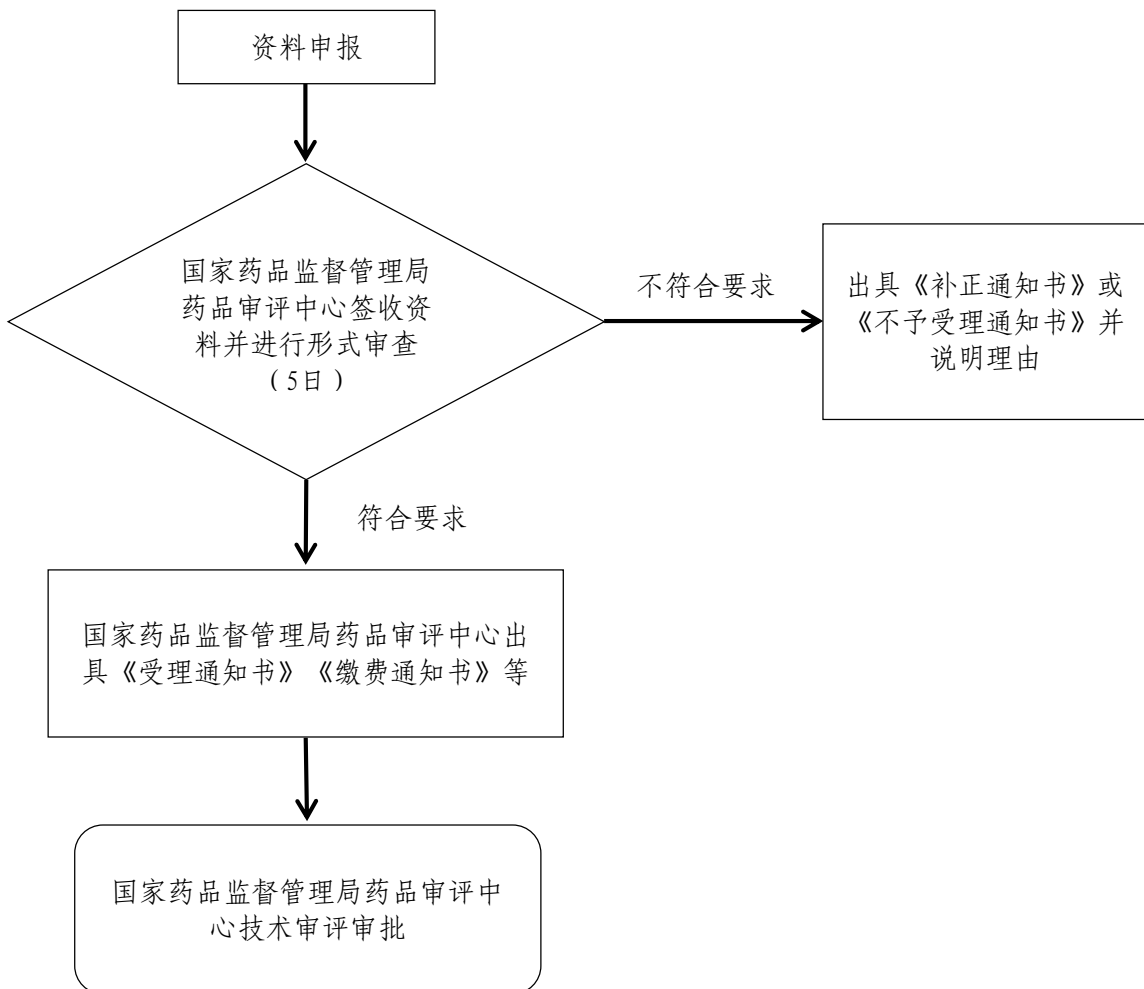 资料申报
国家药品监督管理局
药品审评中心签收资
料并进行形式审查
（5日）
不符合要求
出具《补正通知书》或
《不予受理通知书》并
说明理由
符合要求
国家药品监督管理局药品审评中心出
具《受理通知书》《缴费通知书》等
国家药品监督管理局药品审评中
心技术审评审批